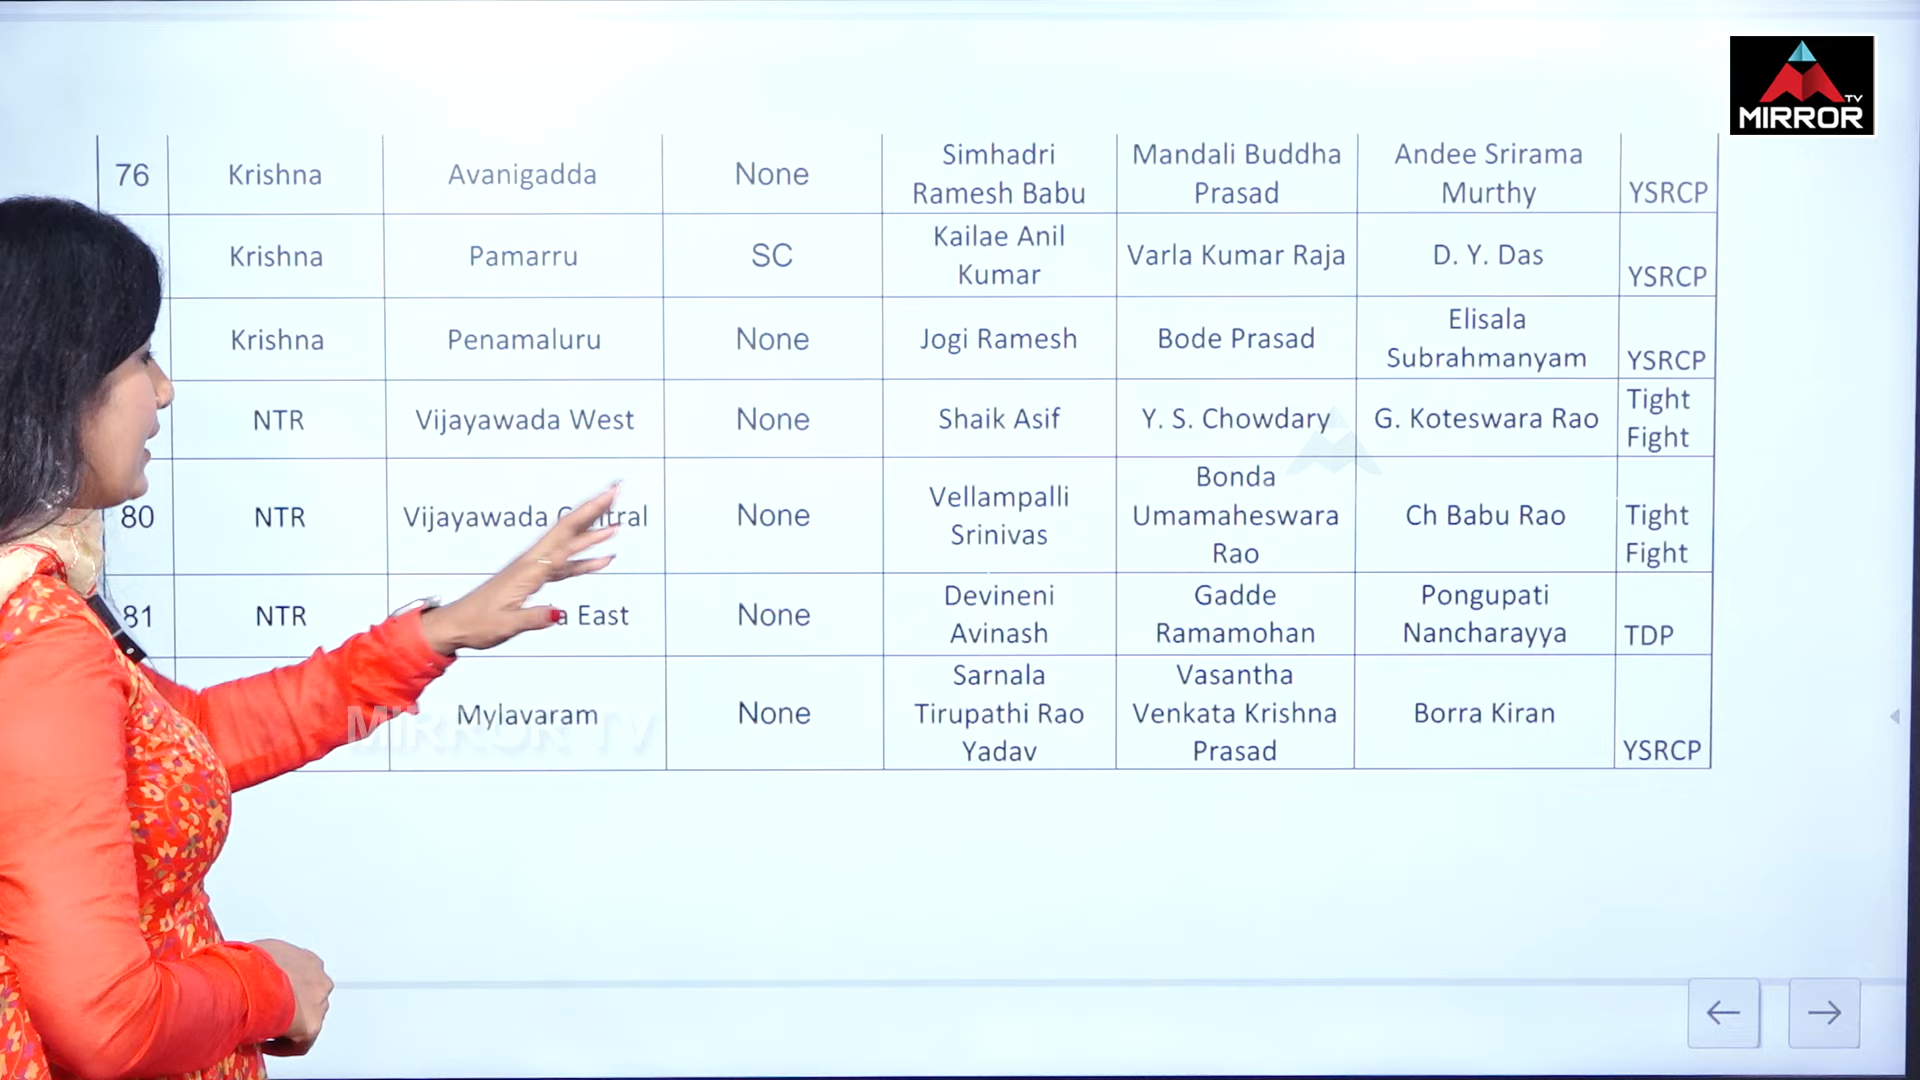 MIRROR TV
76 Krishna Avanigadda None Simhadri Ramesh Babu Mandali Buddha Prasad Andee Srirama Murthy YSRCP
Krishna Pamarru SC Kailae Anil Kumar Varla Kumar Raja D. Y. Das YSRCP
Krishna Penamaluru None Jogi Ramesh Bode Prasad Elisala Subrahmanyam YSRCP
NTR Vijayawada West None Shaik Asif Y. S. Chowdary G. Koteswara Rao Tight Fight
80 NTR Vijayawada None Vellampalli Srinivas Bonda Umamaheswara Rao Ch Babu Rao Tight Fight
81 NTR East None Devineni Avinash Gadde Ramamohan Pongupati Nancharayya TDP
Mylavaram None Sarnala Tirupathi Rao Yadav Vasantha Venkata Krishna Prasad Borra Kiran YSRCP
MIRROR TV